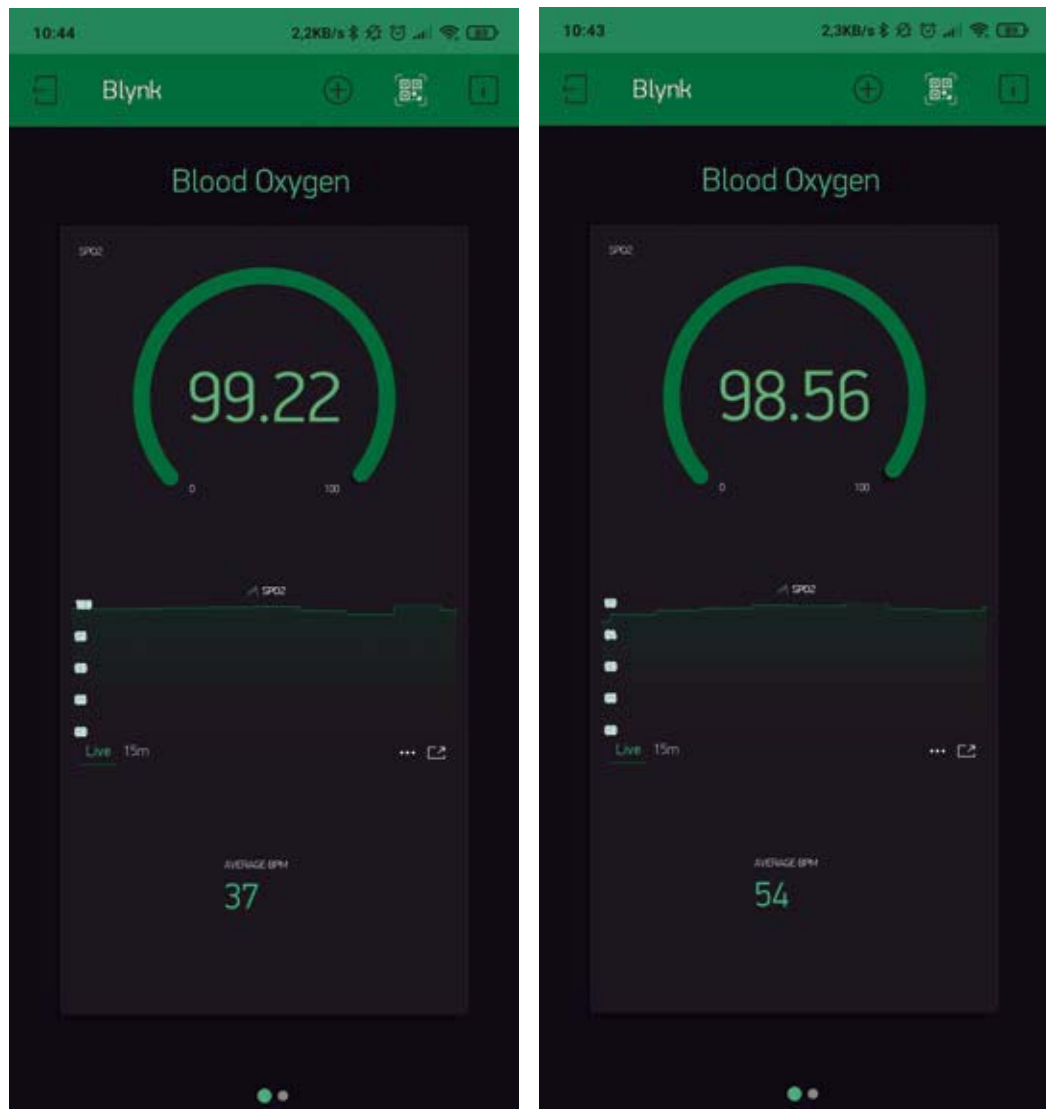 10:44 2,2KB/s
Blynk
Blood Oxygen
SPO2
99.22
0 100
SPO2
Live 15m
AVERAGE BPM
37
10:43 2,3KB/s
Blynk
Blood Oxygen
SPO2
98.56
0 100
SPO2
Live 15m
AVERAGE BPM
54